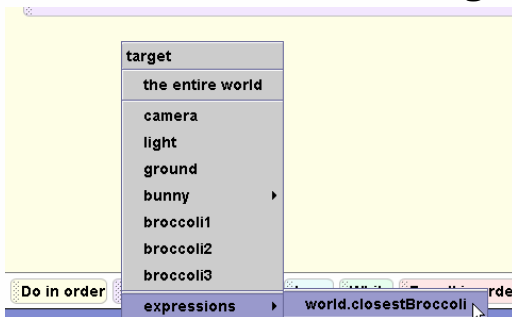 target
the entire world
camera
light
ground
bunny
broccoli1
broccoli2
broccoli3
Do in order
expressions
world.closestBroccoli